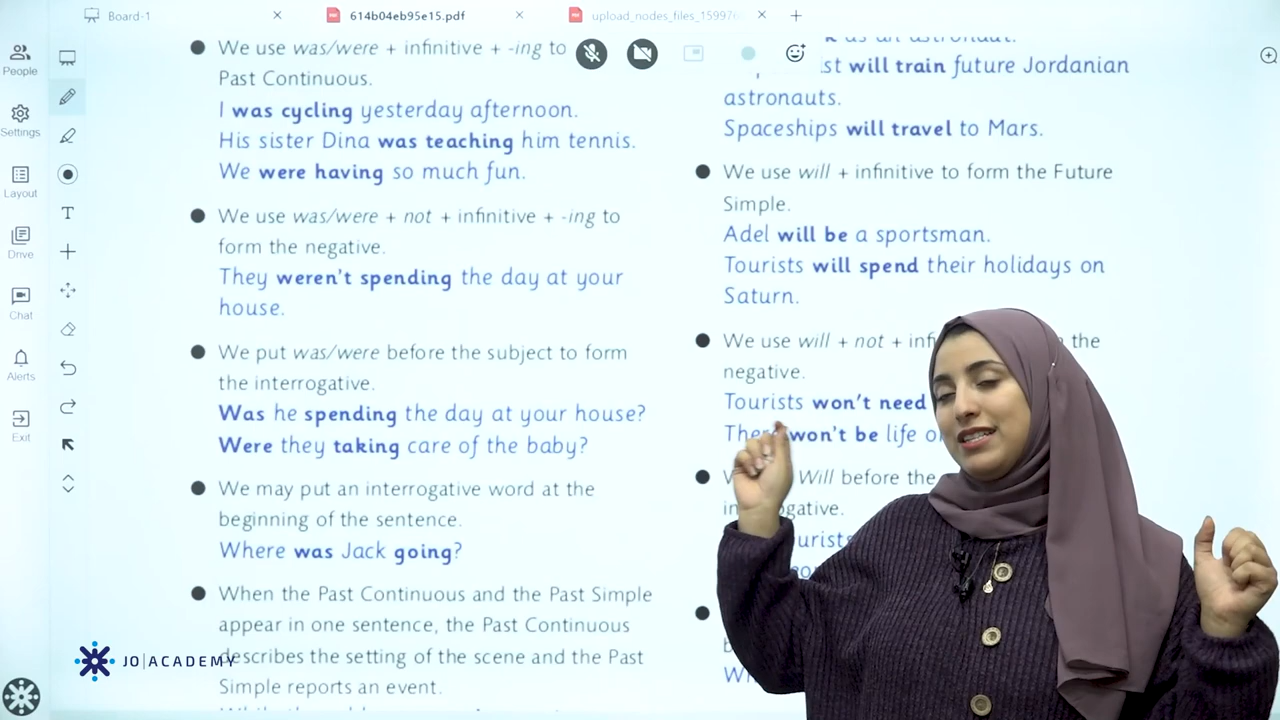 Board-1
614b04eb95e15.pdf
upload_nodes_files_159976
People
Settings
Layout
Drive
Chat
Alerts
Exit
T
We use was/were + infinitive + -ing to
Past Continuous.
I was cycling yesterday afternoon.
His sister Dina was teaching him tennis.
We were having so much fun.
We use was/were + not + infinitive + -ing to
form the negative.
They weren't spending the day at your
house.
We put was/were before the subject to form
the interrogative.
Was he spending the day at your house?
Were they taking care of the baby?
We may put an interrogative word at the
beginning of the sentence.
Where was Jack going?
When the Past Continuous and the Past Simple
appear in one sentence, the Past Continuous
describes the setting of the scene and the Past
Simple reports an event.
as an astronaut.
will train future Jordanian
astronauts.
Spaceships will travel to Mars.
We use will + infinitive to form the Future
Simple.
Adel will be a sportsman.
Tourists will spend their holidays on
Saturn.
We use will + not + the
negative.
Tourists won't need
won't be life
Will before the
JO ACADEMY